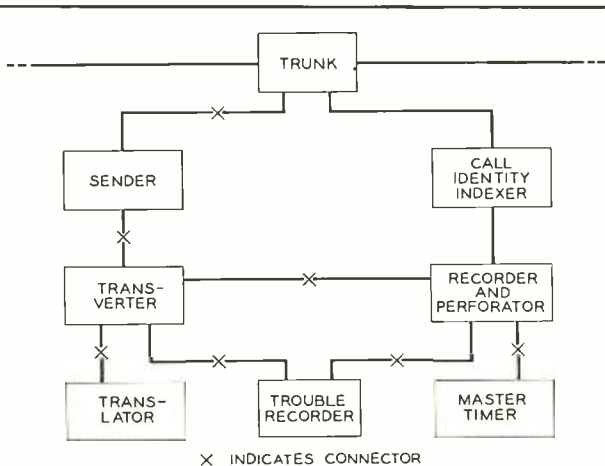 TRUNK
SENDER
CALL
IDENTITY
INDEXER
TRANS-
VERTER
RECORDER
AND
PERFORATOR
TRANS-
LATOR
TROUBLE
RECORDER
MASTER
TIMER
X INDICATES CONNECTOR